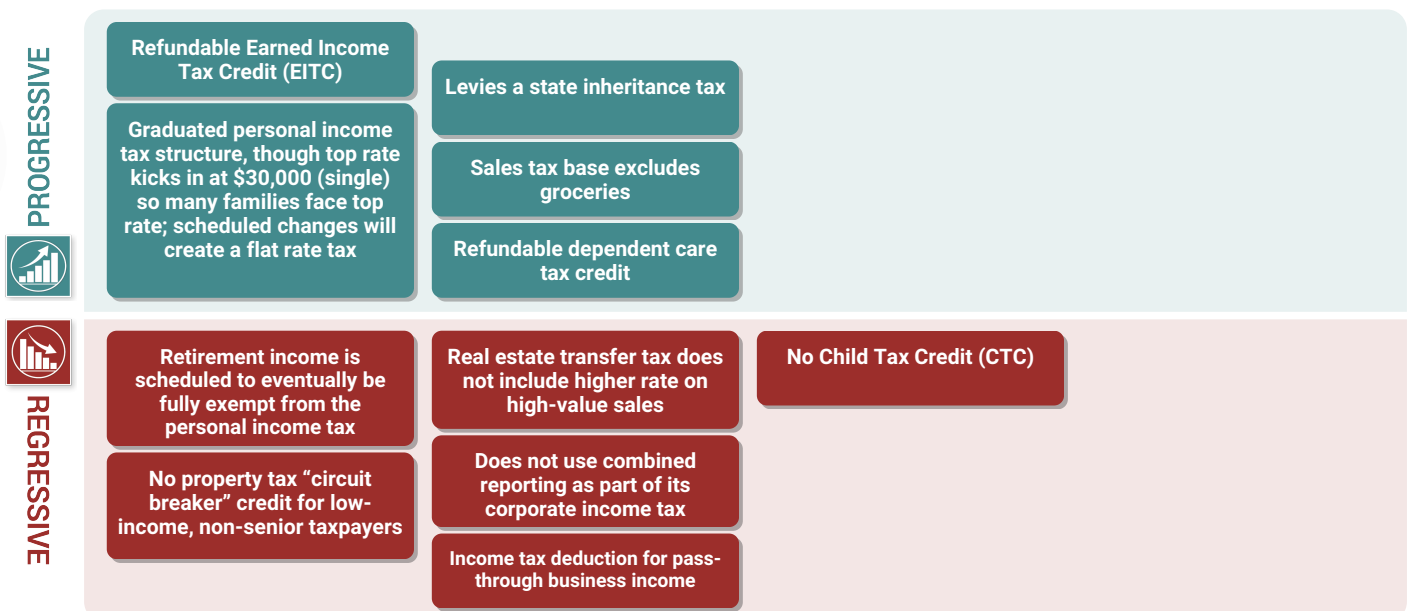 PROGRESSIVE
Refundable Earned Income
Tax Credit (EITC)
Graduated personal income
tax structure, though top rate
kicks in at $30,000 (single)
so many families face top
rate; scheduled changes will
create a flat rate tax
Levies a state inheritance tax
Sales tax base excludes
groceries
Refundable dependent care
tax credit
REGRESSIVE
Retirement income is
scheduled to eventually be
fully exempt from the
personal income tax
No property tax “circuit
breaker” credit for low-
income, non-senior taxpayers
Real estate transfer tax does
not include higher rate on
high-value sales
Does not use combined
reporting as part of its
corporate income tax
Income tax deduction for pass-
through business income
No Child Tax Credit (CTC)